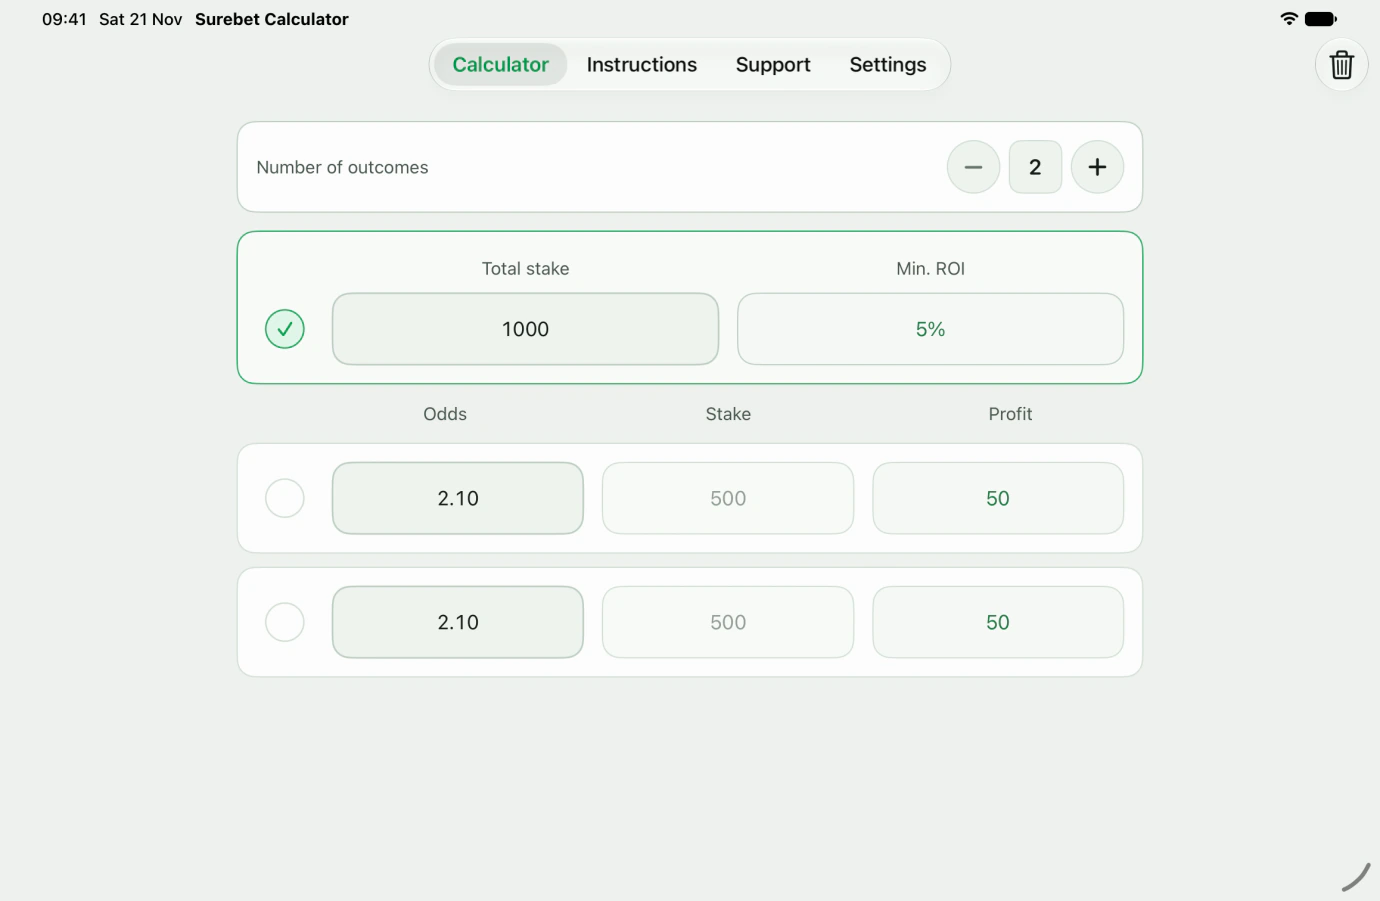 09:41 Sat 21 Nov Surebet Calculator
Calculator Instructions Support Settings
Number of outcomes
− 2 +
Total stake Min. ROI
1000 5%
Odds Stake Profit
2.10 500 50
2.10 500 50